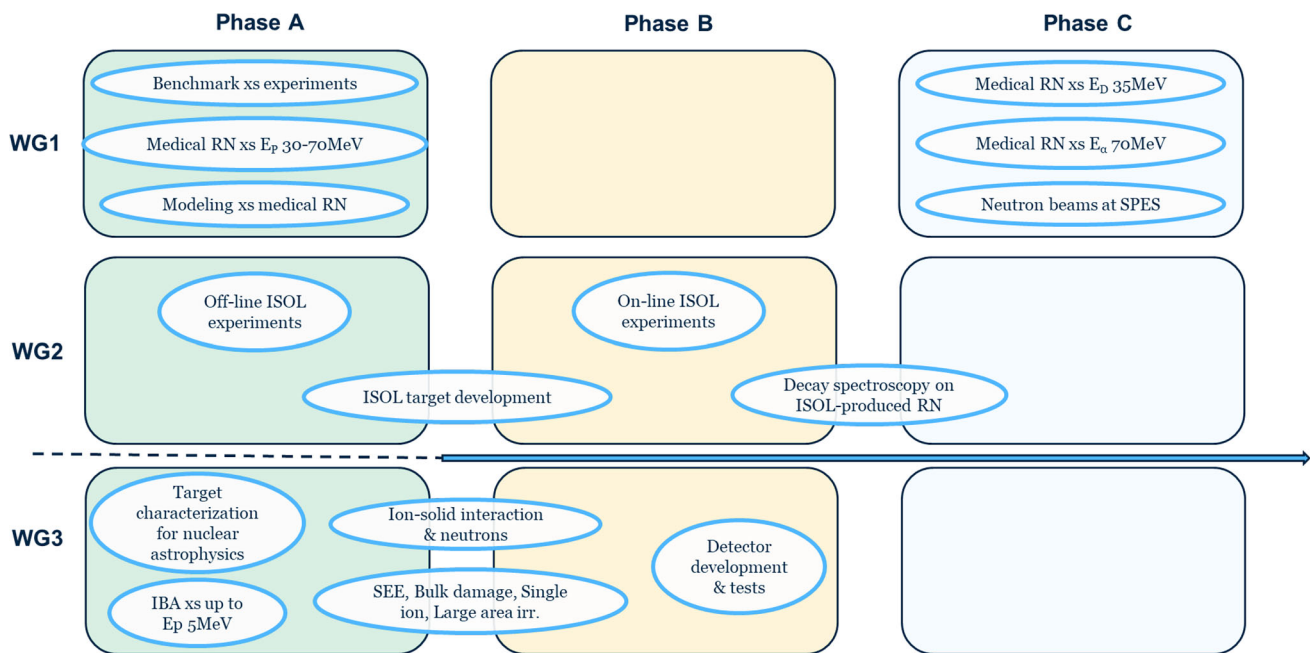 Phase A
Phase B
Phase C
WG1
Benchmark xs experiments
Medical RN xs E_P 30-70MeV
Modeling xs medical RN
Medical RN xs E_D 35MeV
Medical RN xs E_α 70MeV
Neutron beams at SPES
WG2
Off-line ISOL
experiments
On-line ISOL
experiments
ISOL target development
Decay spectroscopy on
ISOL-produced RN
WG3
Target
characterization
for nuclear
astrophysics
Ion-solid interaction
& neutrons
Detector
development
& tests
IBA xs up to
Ep 5MeV
SEE, Bulk damage, Single
ion, Large area irr.